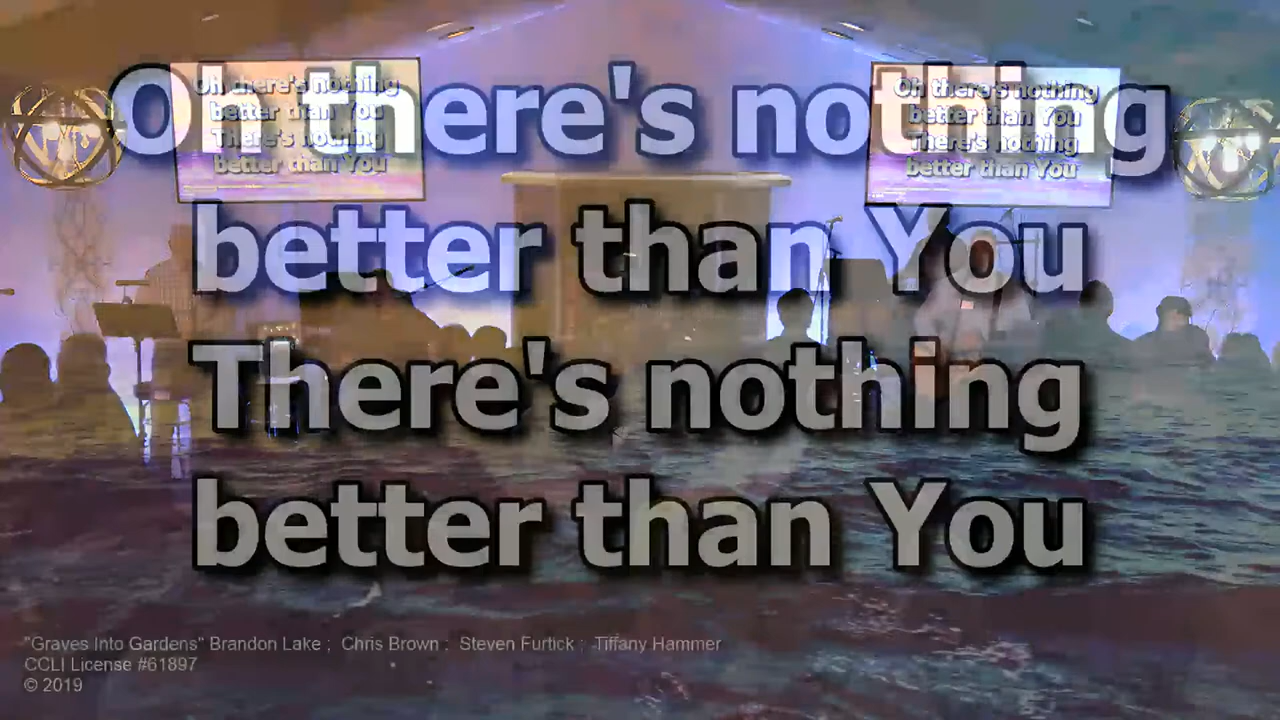 Oh there's nothing
better than You
There's nothing
better than You
Oh there's nothing
better than You
There's nothing
better than You
Oh there's nothing
better than You
There's nothing
better than You
"Graves Into Gardens" Brandon Lake ; Chris Brown ; Steven Furtick ; Tiffany Hammer
CCLI License #61897
© 2019